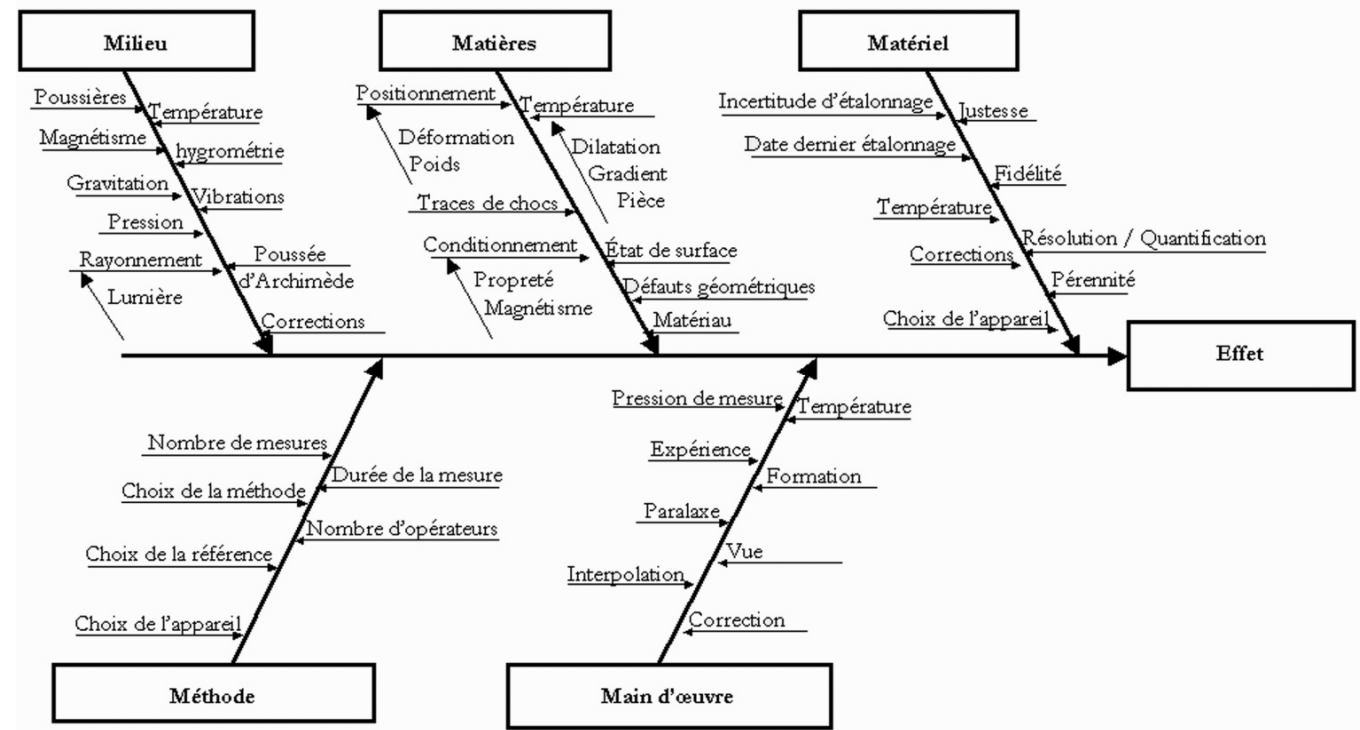 Milieu
Matières
Matériel
Poussières
Température
Magnétisme
hygrométrie
Gravitation
Vibrations
Pression
Rayonnement
Poussée
d'Archimède
Lumière
Corrections
Positionnement
Température
Déformation
Poids
Dilatation
Gradient
Pièce
Traces de chocs
Conditionnement
État de surface
Propreté
Magnétisme
Défauts géométriques
Matériau
Incertitude d'étalonnage
Justesse
Date dernier étalonnage
Fidélité
Température
Résolution / Quantification
Corrections
Pérennité
Choix de l'appareil
Effet
Nombre de mesures
Durée de la mesure
Choix de la méthode
Nombre d'opérateurs
Choix de la référence
Choix de l'appareil
Pression de mesure
Température
Expérience
Formation
Paralaxe
Vue
Interpolation
Correction
Méthode
Main d'œuvre